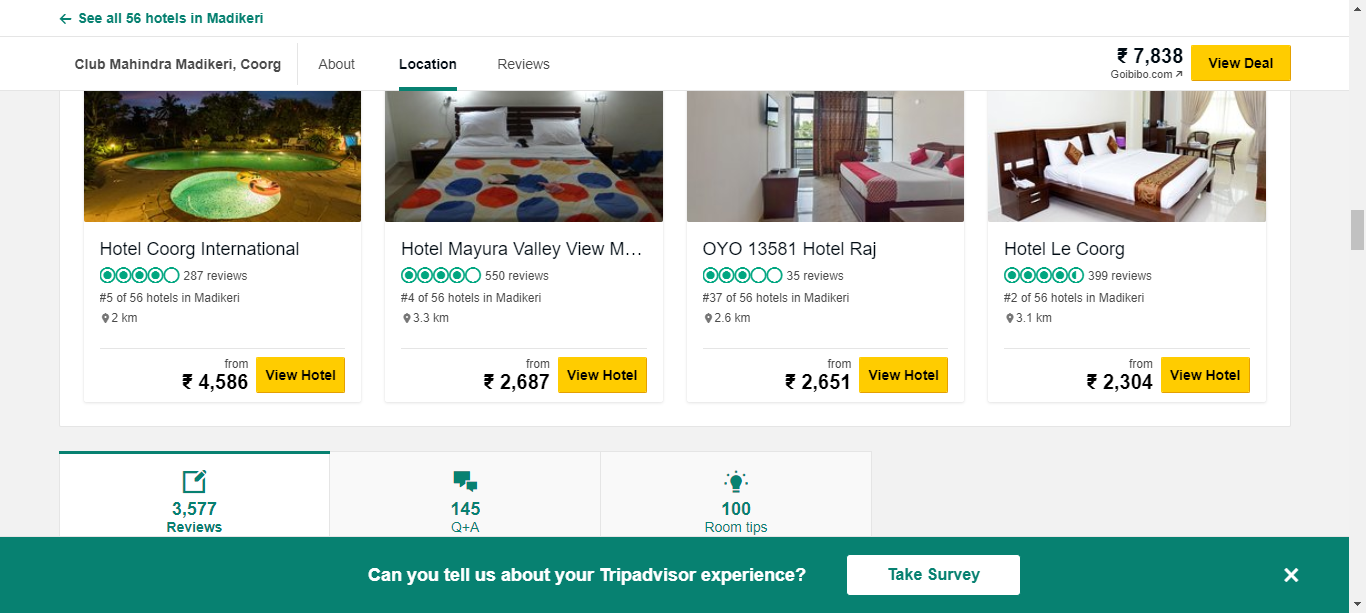 See all 56 hotels in Madikeri
Club Mahindra Madikeri, Coorg
About
Location
Reviews
₹ 7,838
Goibibo.com
View Deal
Hotel Coorg International
287 reviews
#5 of 56 hotels in Madikeri
2 km
from
₹ 4,586
View Hotel
Hotel Mayura Valley View M…
550 reviews
#4 of 56 hotels in Madikeri
3.3 km
from
₹ 2,687
View Hotel
OYO 13581 Hotel Raj
35 reviews
#37 of 56 hotels in Madikeri
2.6 km
from
₹ 2,651
View Hotel
Hotel Le Coorg
399 reviews
#2 of 56 hotels in Madikeri
3.1 km
from
₹ 2,304
View Hotel
3,577
Reviews
145
Q+A
100
Room tips
Can you tell us about your Tripadvisor experience?
Take Survey